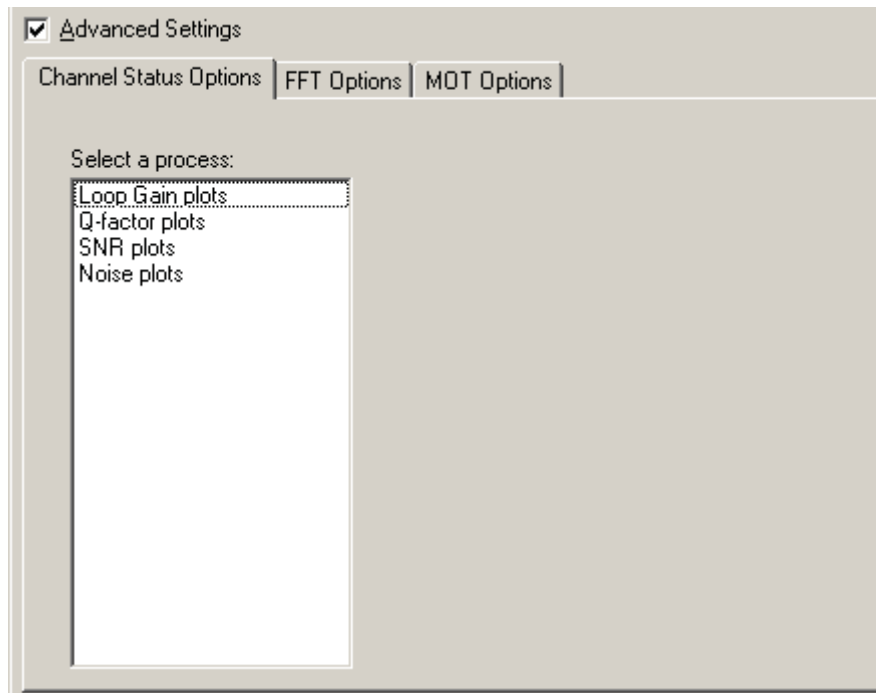 Advanced Settings
Channel Status Options FFT Options MOT Options
Select a process:
Loop Gain plots
Q-factor plots
SNR plots
Noise plots